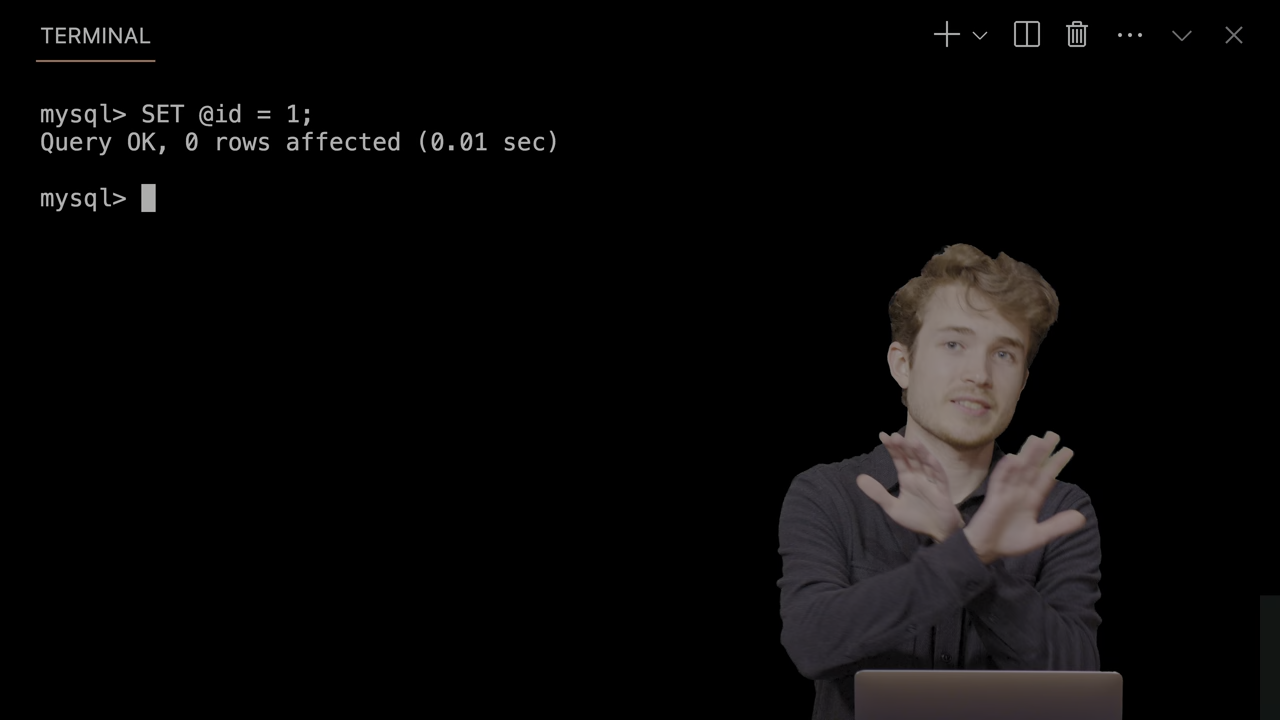 TERMINAL
mysql> SET @id = 1;
Query OK, 0 rows affected (0.01 sec)
mysql>